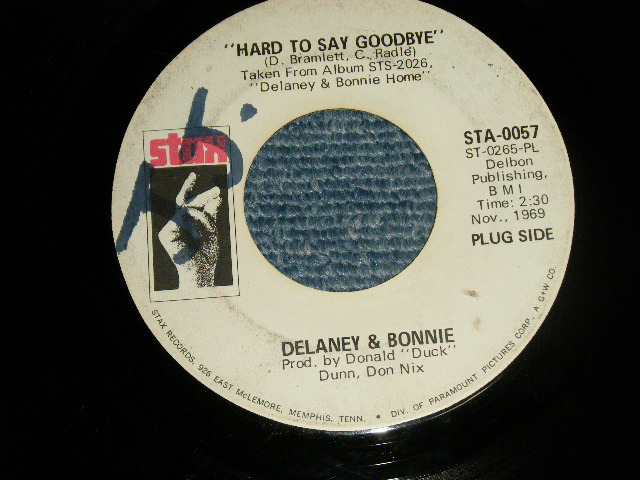 "HARD TO SAY GOODBYE"
(D. Bramlett, C. Radle)
Taken From Album STS-2026,
"Delaney & Bonnie Home"
stax
STA-0057
ST-0265-PL
Delbon
Publishing,
BMI
Time: 2:30
Nov., 1969
PLUG SIDE
DELANEY & BONNIE
Prod. by Donald "Duck"
Dunn, Don Nix
STAX RECORDS, 926 EAST McLEMORE, MEMPHIS, TENN. • DIV. OF PARAMOUNT PICTURES CORP., A G+W CO.